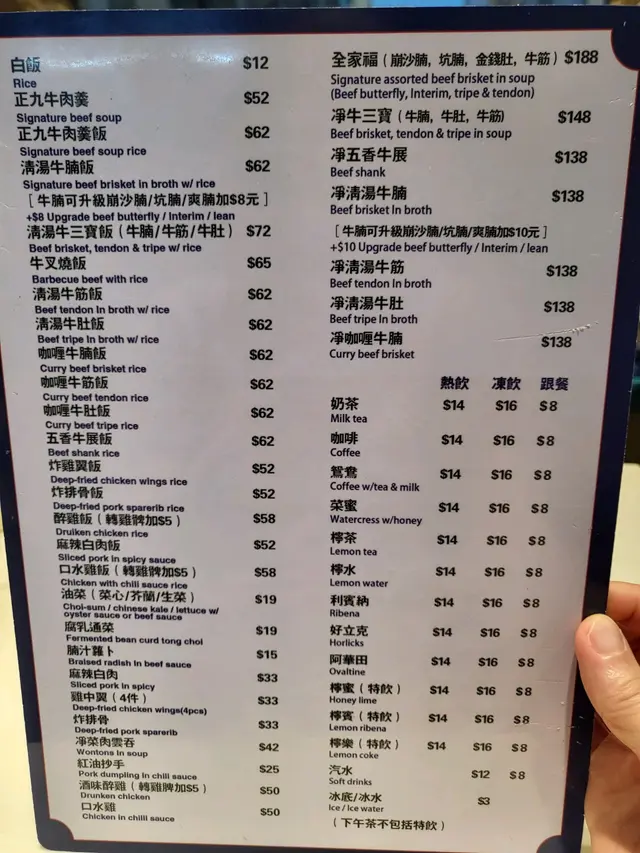 白飯 $12
Rice
正九牛肉羹 $52
Signature beef soup
正九牛肉羹飯 $62
Signature beef soup rice
淸湯牛腩飯 $62
Signature beef brisket in broth w/ rice
[ 牛腩可升級崩沙腩/坑腩/爽腩加$8元 ]
+$8 Upgrade beef butterfly / Interim / lean
淸湯牛三寶飯 ( 牛腩/牛筋/牛肚 ) $72
Beef brisket, tendon & tripe w/ rice
牛叉燒飯 $65
Barbecue beef with rice
淸湯牛筋飯 $62
Beef tendon In broth w/ rice
淸湯牛肚飯 $62
Beef tripe In broth w/ rice
咖喱牛腩飯 $62
Curry beef brisket rice
咖喱牛筋飯 $62
Curry beef tendon rice
咖喱牛肚飯 $62
Curry beef tripe rice
五香牛展飯 $62
Beef shank rice
炸雞翼飯 $52
Deep-fried chicken wings rice
炸排骨飯 $52
Deep-fried pork sparerib rice
醉雞飯 ( 轉雞髀加$5 ) $58
Druiken chicken rice
麻辣白肉飯 $52
Sliced pork in spicy sauce
口水雞飯 ( 轉雞髀加$5 ) $58
Chicken with chili sauce rice
油菜 ( 菜心/芥蘭/生菜 ) $19
Choi-sum / chinese kale / lettuce w/
oyster sauce or beef sauce
腐乳通菜 $19
Fermented bean curd tong choi
腩汁蘿卜 $15
Braised radish in beef sauce
麻辣白肉 $33
Sliced pork in spicy
雞中翼 ( 4件 ) $33
Deep-fried chicken wings(4pcs)
炸排骨 $33
Deep-fried pork sparerib
凈菜肉雲吞 $42
Wontons in soup
紅油抄手 $25
Pork dumpling in chili sauce
酒味醉雞 ( 轉雞脾加$5 ) $50
Drunken chicken
口水雞 $50
Chicken in chili sauce
全家福 ( 崩沙腩, 坑腩, 金錢肚, 牛筋 ) $188
Signature assorted beef brisket in soup
(Beef butterfly, Interim, tripe & tendon)
凈牛三寶 ( 牛腩, 牛肚, 牛筋) $148
Beef brisket, tendon & tripe in soup
凈五香牛展 $138
Beef shank
凈淸湯牛腩 $138
Beef brisket In broth
[ 牛腩可升級崩沙腩/坑腩/爽腩加$10元 ]
+$10 Upgrade beef butterfly / Interim / lean
凈淸湯牛筋 $138
Beef tendon In broth
凈淸湯牛肚 $138
Beef tripe In broth
凈咖喱牛腩 $138
Curry beef brisket
熱飲 凍飲 跟餐
奶茶 $14 $16 $8
Milk tea
咖啡 $14 $16 $8
Coffee
鴛鴦 $14 $16 $8
Coffee w/tea & milk
菜蜜 $14 $16 $8
Watercress w/honey
檸茶 $14 $16 $8
Lemon tea
檸水 $14 $16 $8
Lemon water
利賓納 $14 $16 $8
Ribena
好立克 $14 $16 $8
Horlicks
阿華田 $14 $16 $8
Ovaltine
檸蜜 ( 特飲 ) $14 $16 $8
Honey lime
檸賓 ( 特飲 ) $14 $16 $8
Lemon ribena
檸樂 ( 特飲 ) $14 $16 $8
Lemon coke
汽水 $12 $8
Soft drinks
冰底/冰水 $3
Ice / Ice water
( 下午茶不包括特飲 )